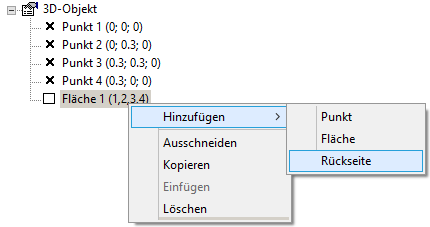 3D-Objekt
Punkt 1 (0; 0; 0)
Punkt 2 (0; 0.3; 0)
Punkt 3 (0.3; 0.3; 0)
Punkt 4 (0.3; 0; 0)
Fläche 1 (1,2,3.4)
Hinzufügen
Ausschneiden
Kopieren
Einfügen
Löschen
Punkt
Fläche
Rückseite